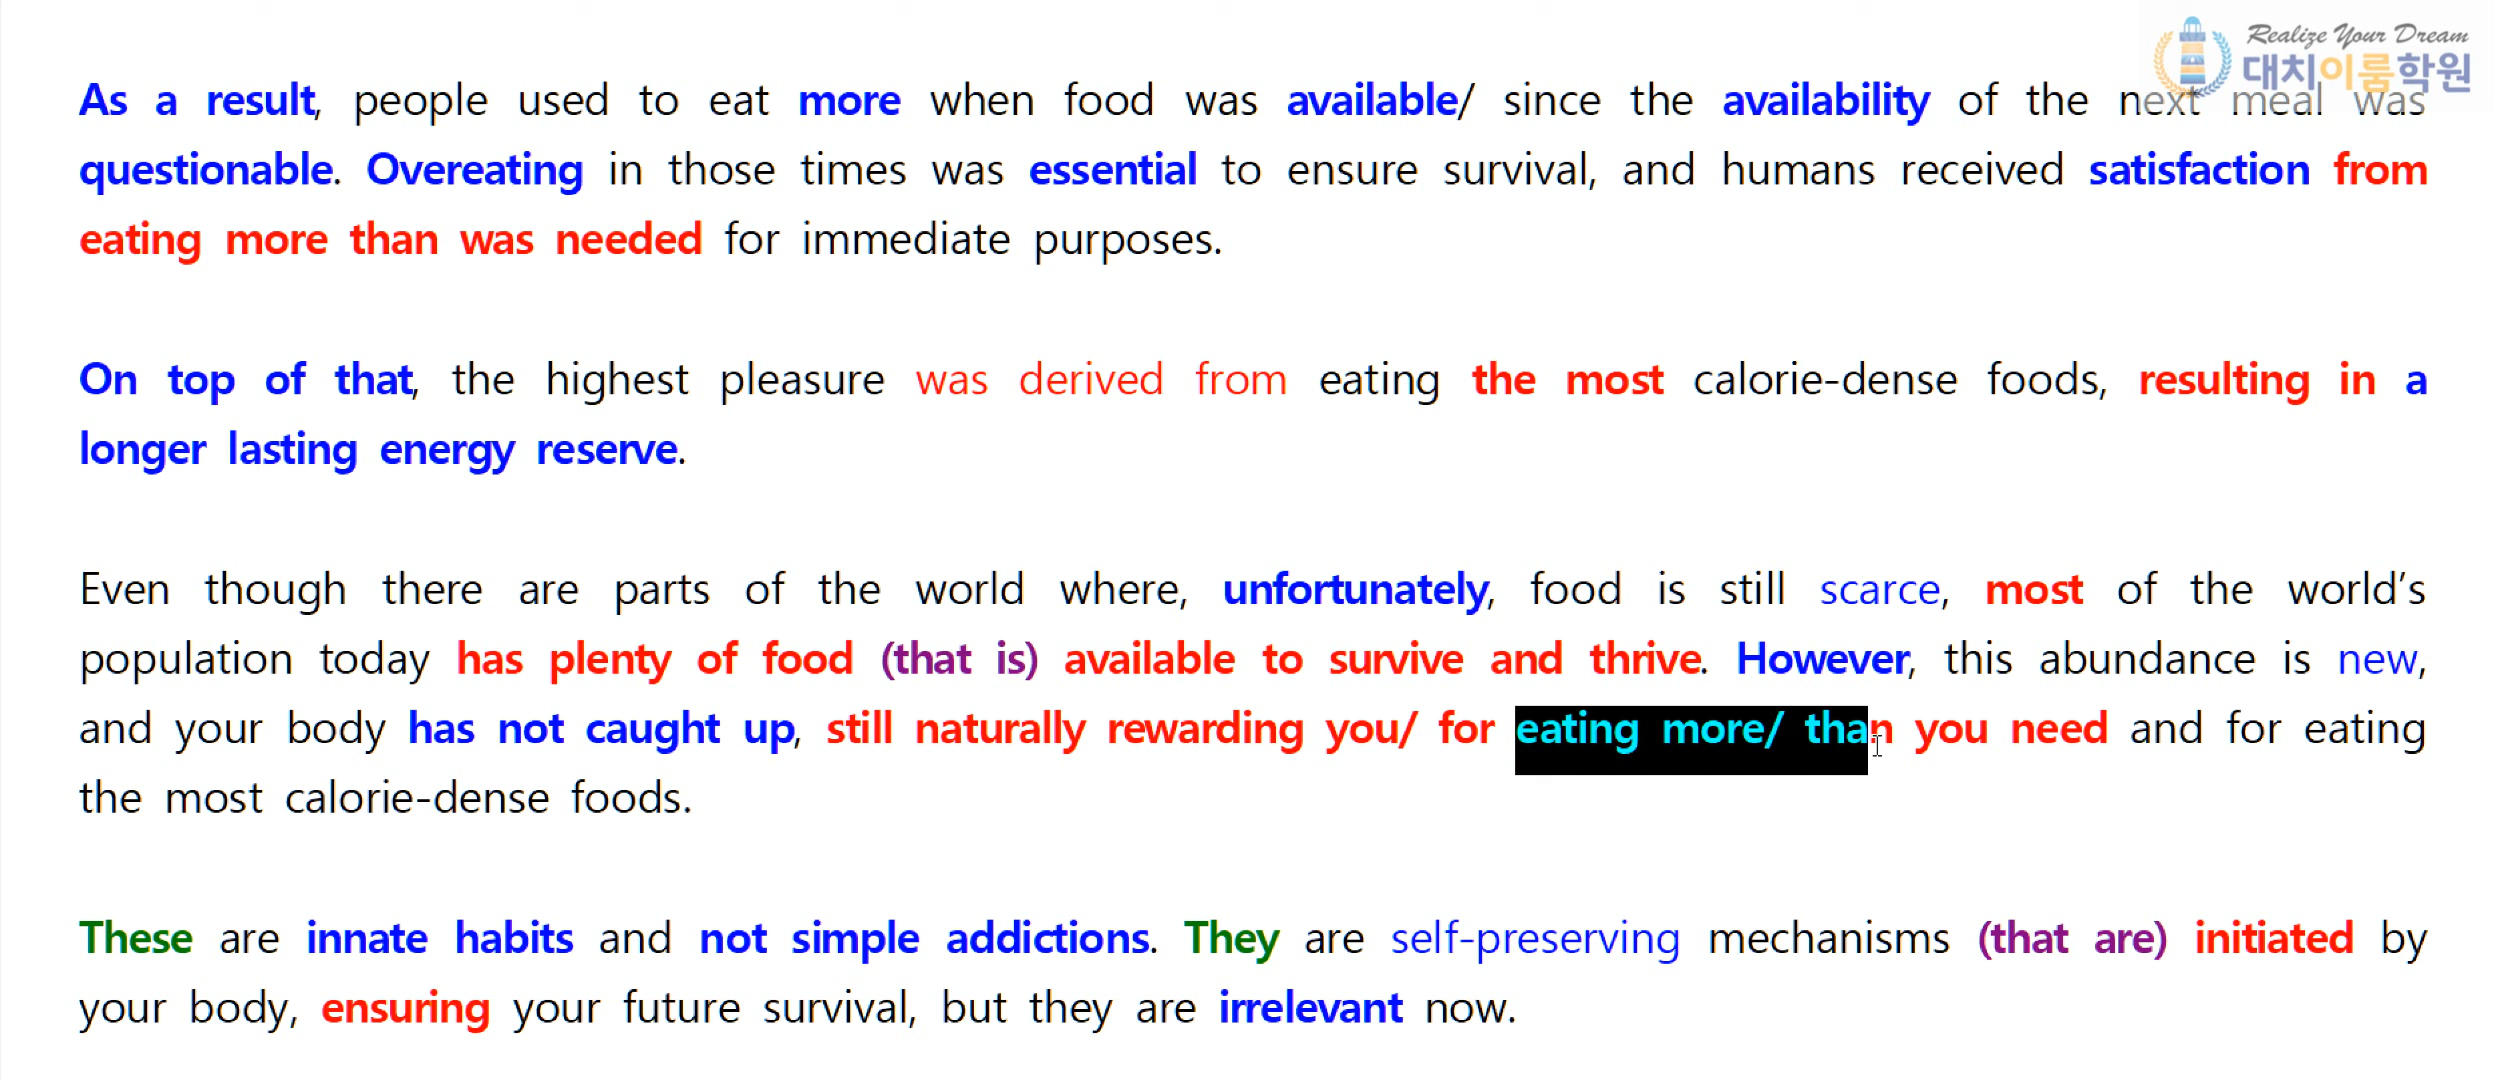 Realize Your Dream
대치이룸학원
As a result, people used to eat more when food was available/ since the availability of the next meal was
questionable. Overeating in those times was essential to ensure survival, and humans received satisfaction from
eating more than was needed for immediate purposes.
On top of that, the highest pleasure was derived from eating the most calorie-dense foods, resulting in a
longer lasting energy reserve.
Even though there are parts of the world where, unfortunately, food is still scarce, most of the world's
population today has plenty of food (that is) available to survive and thrive. However, this abundance is new,
and your body has not caught up, still naturally rewarding you/ for eating more/ than you need and for eating
the most calorie-dense foods.
These are innate habits and not simple addictions. They are self-preserving mechanisms (that are) initiated by
your body, ensuring your future survival, but they are irrelevant now.